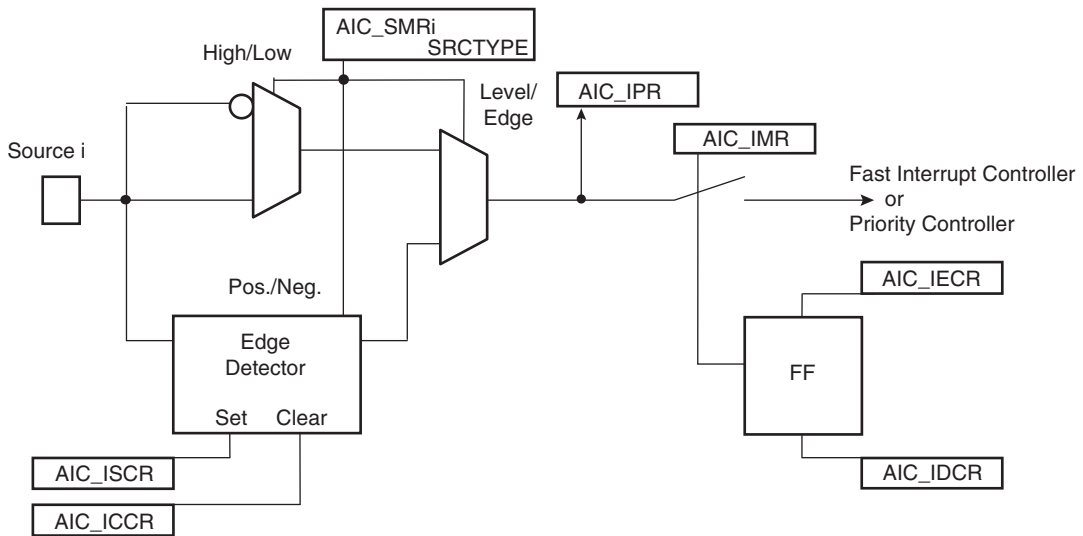 AIC_SMRi
SRCTYPE
High/Low
Level/
Edge
AIC_IPR
AIC_IMR
Source i
Fast Interrupt Controller
or
Priority Controller
Pos./Neg.
AIC_IECR
Edge
Detector
FF
Set Clear
AIC_ISCR
AIC_IDCR
AIC_ICCR